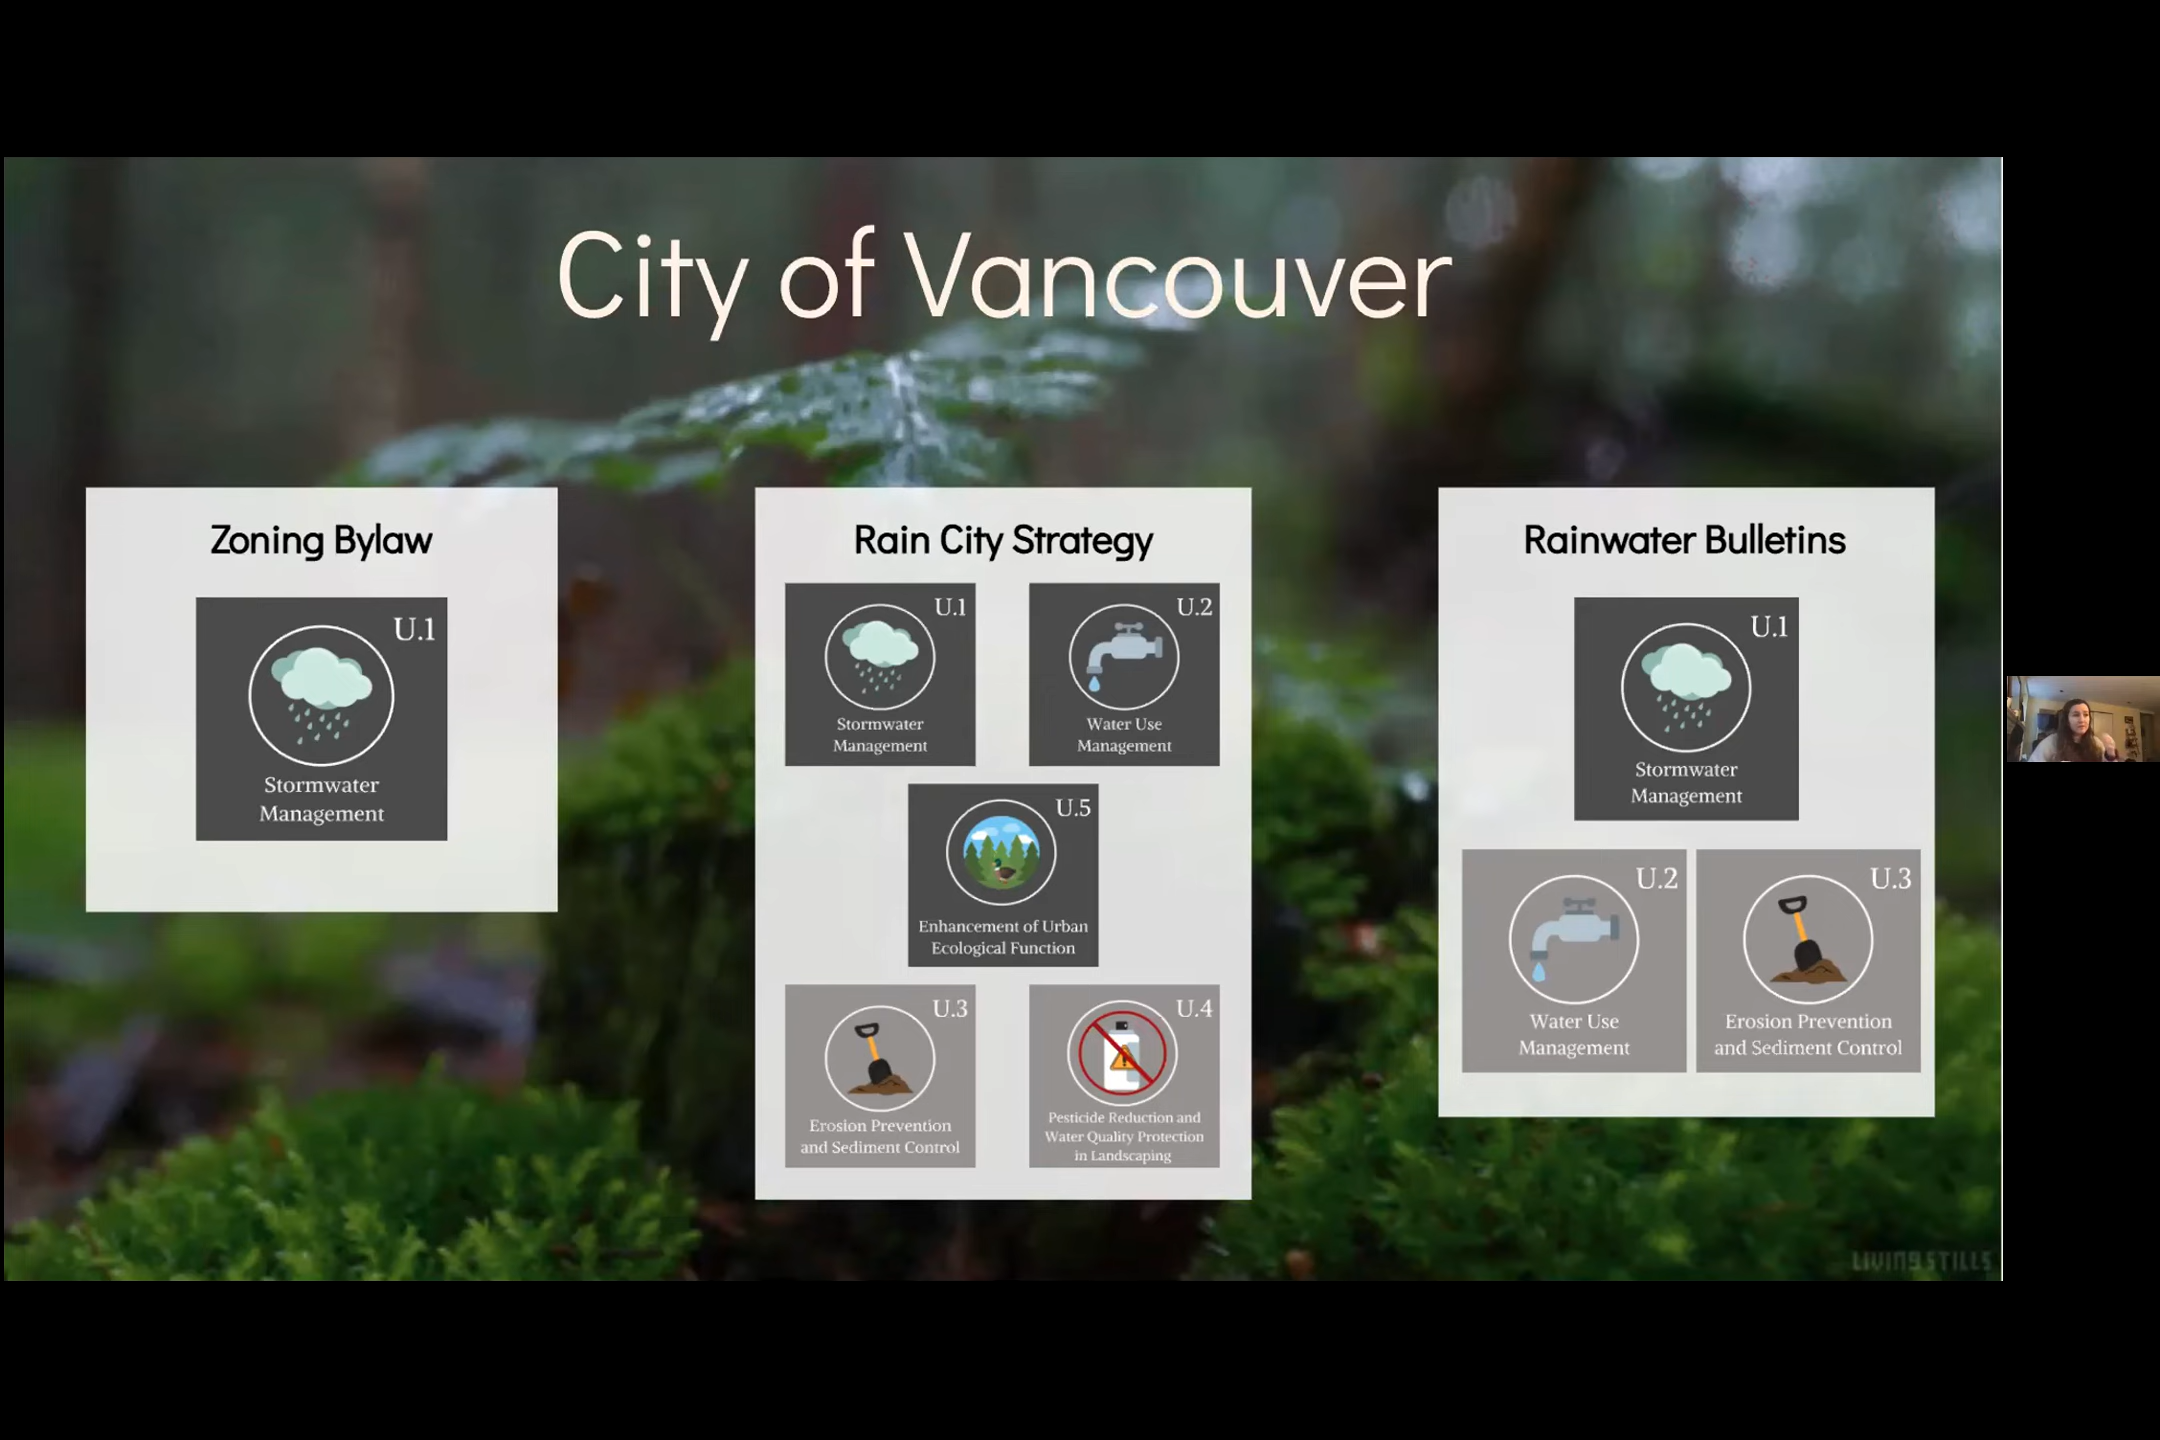 City of Vancouver
Zoning Bylaw
U.1
Stormwater
Management
Rain City Strategy
U.1
Stormwater
Management
U.2
Water Use
Management
U.5
Enhancement of Urban
Ecological Function
U.3
Erosion Prevention
and Sediment Control
U.4
Pesticide Reduction and
Water Quality Protection
in Landscaping
Rainwater Bulletins
U.1
Stormwater
Management
U.2
Water Use
Management
U.3
Erosion Prevention
and Sediment Control
LIVINGSTILLS